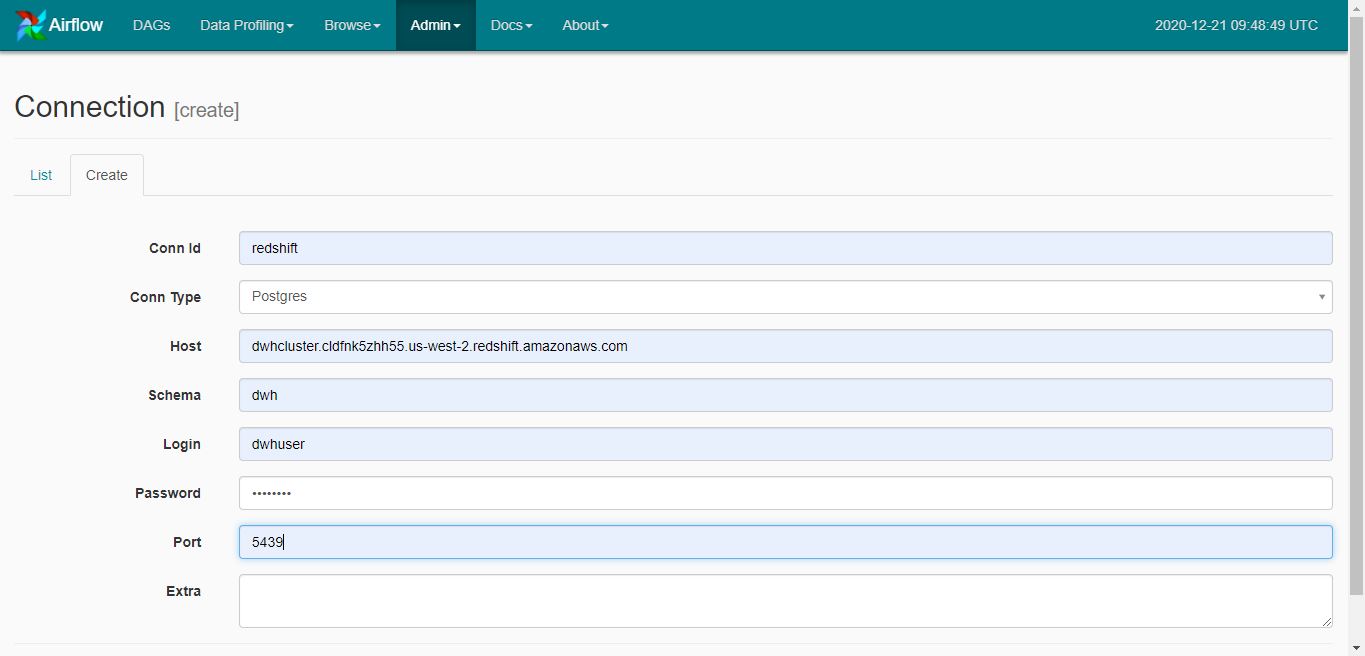 Airflow DAGs Data Profiling Browse Admin Docs About 2020-12-21 09:48:49 UTC
Connection [create]
List Create
Conn Id redshift
Conn Type Postgres
Host dwhcluster.cldfnk5zhh55.us-west-2.redshift.amazonaws.com
Schema dwh
Login dwhuser
Password ••••••••
Port 5439
Extra